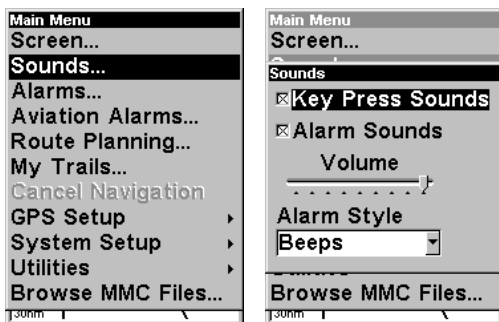 Main Menu
Screen...
Sounds...
Alarms...
Aviation Alarms...
Route Planning...
My Trails...
Cancel Navigation
GPS Setup
System Setup
Utilities
Browse MMC Files...
30nm
Main Menu
Screen...
Sounds
Key Press Sounds
Alarm Sounds
Volume
Alarm Style
Beeps
Browse MMC Files...
30nm